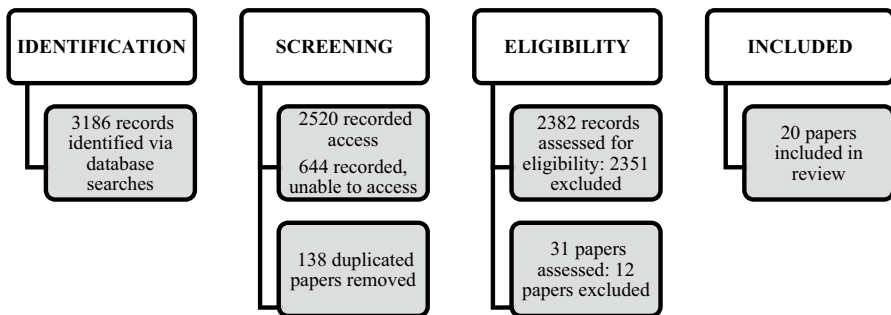 IDENTIFICATION
3186 records
identified via
database
searches
SCREENING
2520 recorded
access
644 recorded,
unable to access
138 duplicated
papers removed
ELIGIBILITY
2382 records
assessed for
eligibility: 2351
excluded
31 papers
assessed: 12
papers excluded
INCLUDED
20 papers
included in
review